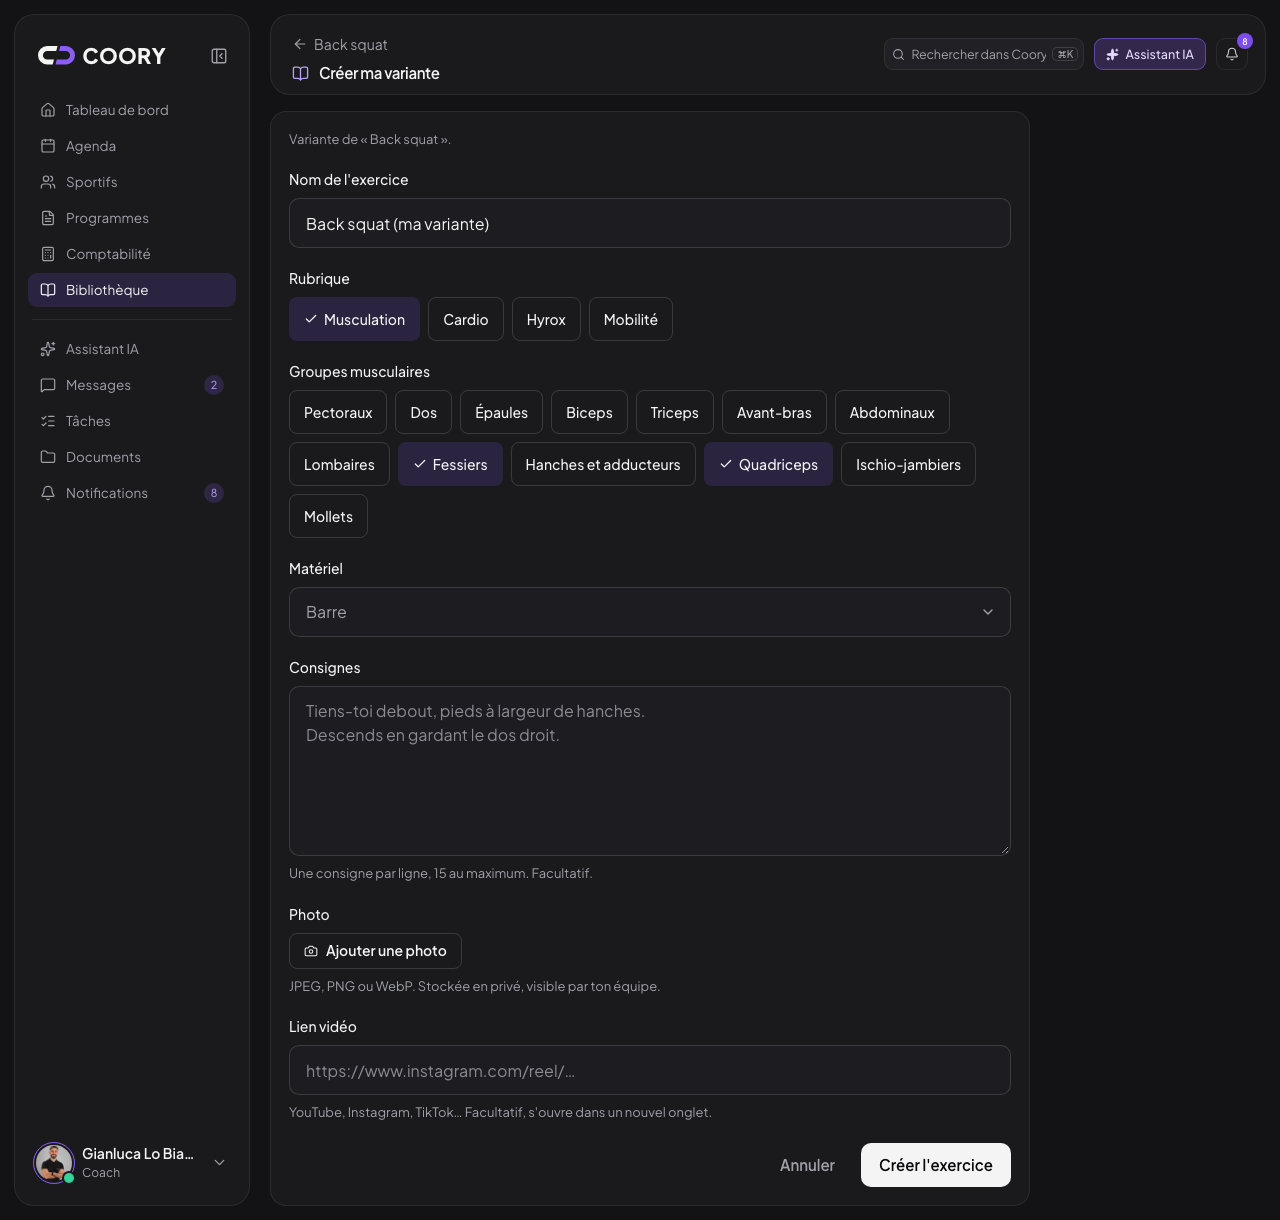 COORY
Tableau de bord
Agenda
Sportifs
Programmes
Comptabilité
Bibliothèque
Assistant IA
Messages 2
Tâches
Documents
Notifications 8
Gianluca Lo Bia...
Coach
Back squat
Créer ma variante
Rechercher dans Coory ⌘K
Assistant IA
8
Variante de « Back squat ».
Nom de l'exercice
Back squat (ma variante)
Rubrique
Musculation Cardio Hyrox Mobilité
Groupes musculaires
Pectoraux Dos Épaules Biceps Triceps Avant-bras Abdominaux
Lombaires Fessiers Hanches et adducteurs Quadriceps Ischio-jambiers
Mollets
Matériel
Barre
Consignes
Tiens-toi debout, pieds à largeur de hanches.
Descends en gardant le dos droit.
Une consigne par ligne, 15 au maximum. Facultatif.
Photo
Ajouter une photo
JPEG, PNG ou WebP. Stockée en privé, visible par ton équipe.
Lien vidéo
https://www.instagram.com/reel/...
YouTube, Instagram, TikTok... Facultatif, s'ouvre dans un nouvel onglet.
Annuler Créer l'exercice